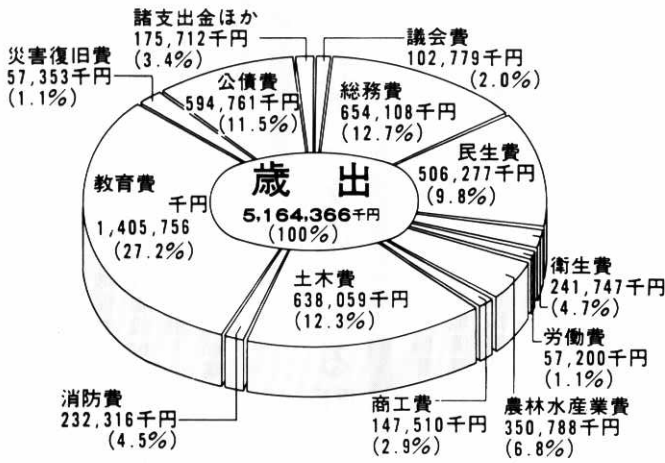 歳出
5,164,366千円
(100%)
議会費
102,779千円
(2.0%)
総務費
654,108千円
(12.7%)
民生費
506,277千円
(9.8%)
衛生費
241,747千円
(4.7%)
労働費
57,200千円
(1.1%)
農林水産業費
350,788千円
(6.8%)
商工費
147,510千円
(2.9%)
土木費
638,059千円
(12.3%)
消防費
232,316千円
(4.5%)
教育費
千円
1,405,756
(27.2%)
災害復旧費
57,353千円
(1.1%)
公債費
594,761千円
(11.5%)
諸支出金ほか
175,712千円
(3.4%)